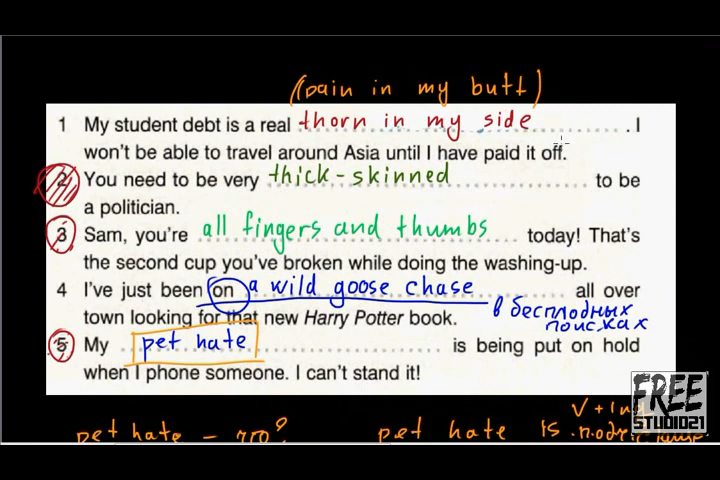 (pain in my butt)
1 My student debt is a real thorn in my side . I
won't be able to travel around Asia until I have paid it off.
2 You need to be very thick-skinned to be
a politician.
3 Sam, you're all fingers and thumbs today! That's
the second cup you've broken while doing the washing-up.
4 I've just been on a wild goose chase all over
town looking for that new Harry Potter book.
в бесплодных
поисках
5 My pet hate is being put on hold
when I phone someone. I can't stand it!
FREE
STUDIO21
V + ing
pet hate – это? pet hate is